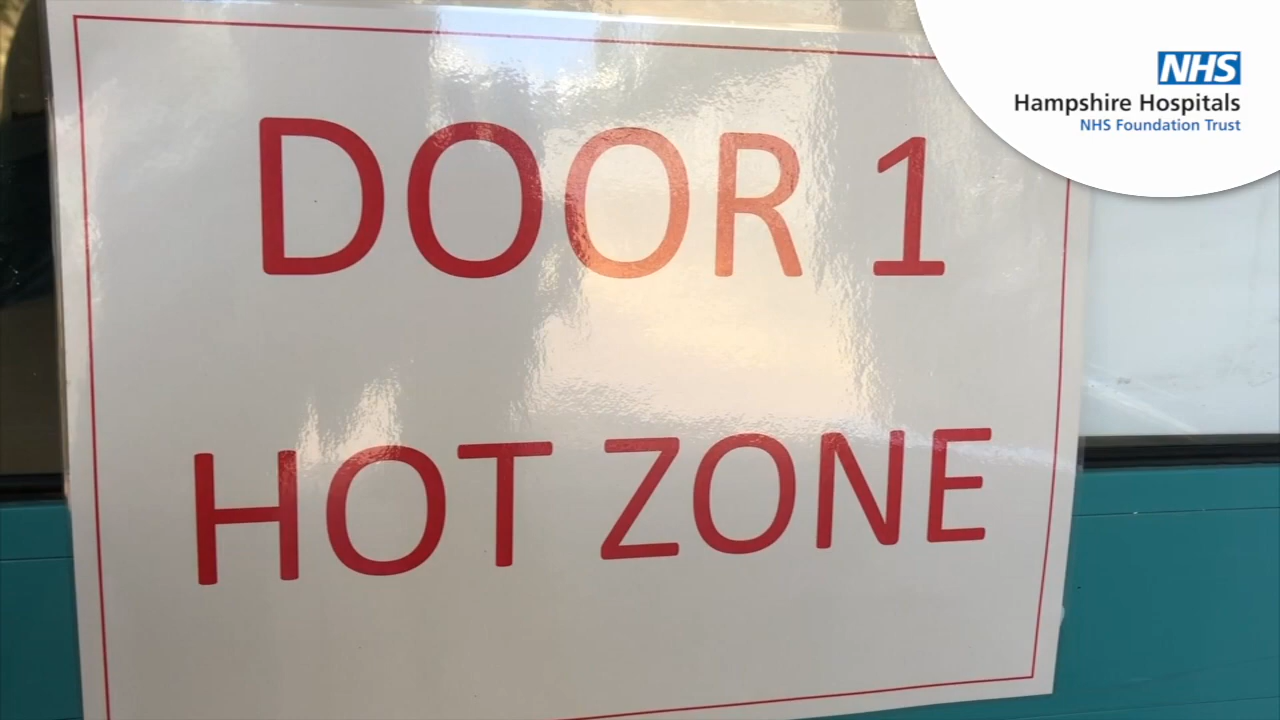 DOOR 1
HOT ZONE
NHS
Hampshire Hospitals
NHS Foundation Trust